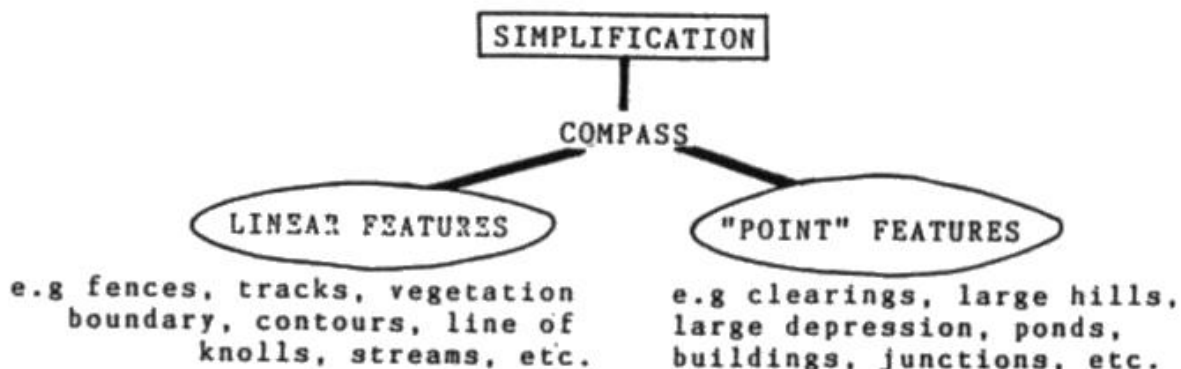 SIMPLIFICATION
COMPASS
LINEAR FEATURES
e.g fences, tracks, vegetation
boundary, contours, line of
knolls, streams, etc.
"POINT" FEATURES
e.g clearings, large hills,
large depression, ponds,
buildings, junctions, etc.